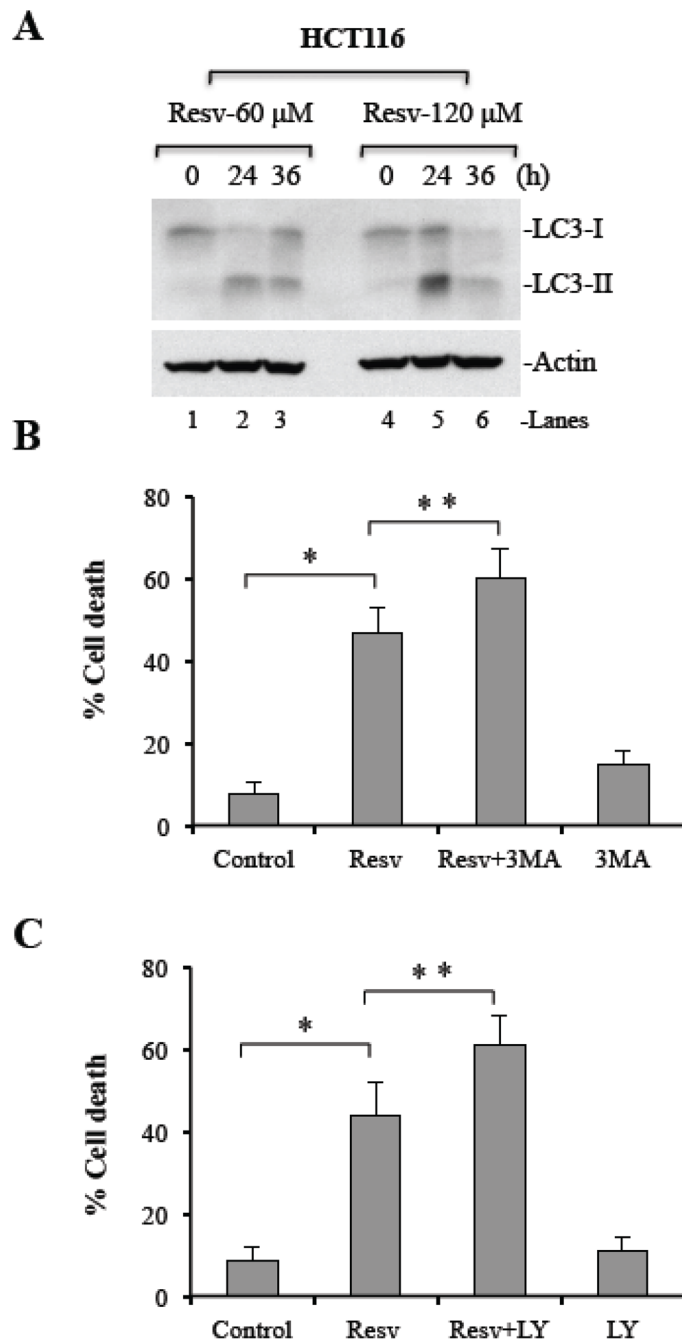 A
HCT116
Resv-60 µM Resv-120 µM
0 24 36 0 24 36 (h)
-LC3-I
-LC3-II
-Actin
1 2 3 4 5 6 -Lanes
B
80
60
40
20
0
% Cell death
*
* *
Control Resv Resv+3MA 3MA
C
80
60
40
20
0
% Cell death
*
* *
Control Resv Resv+LY LY